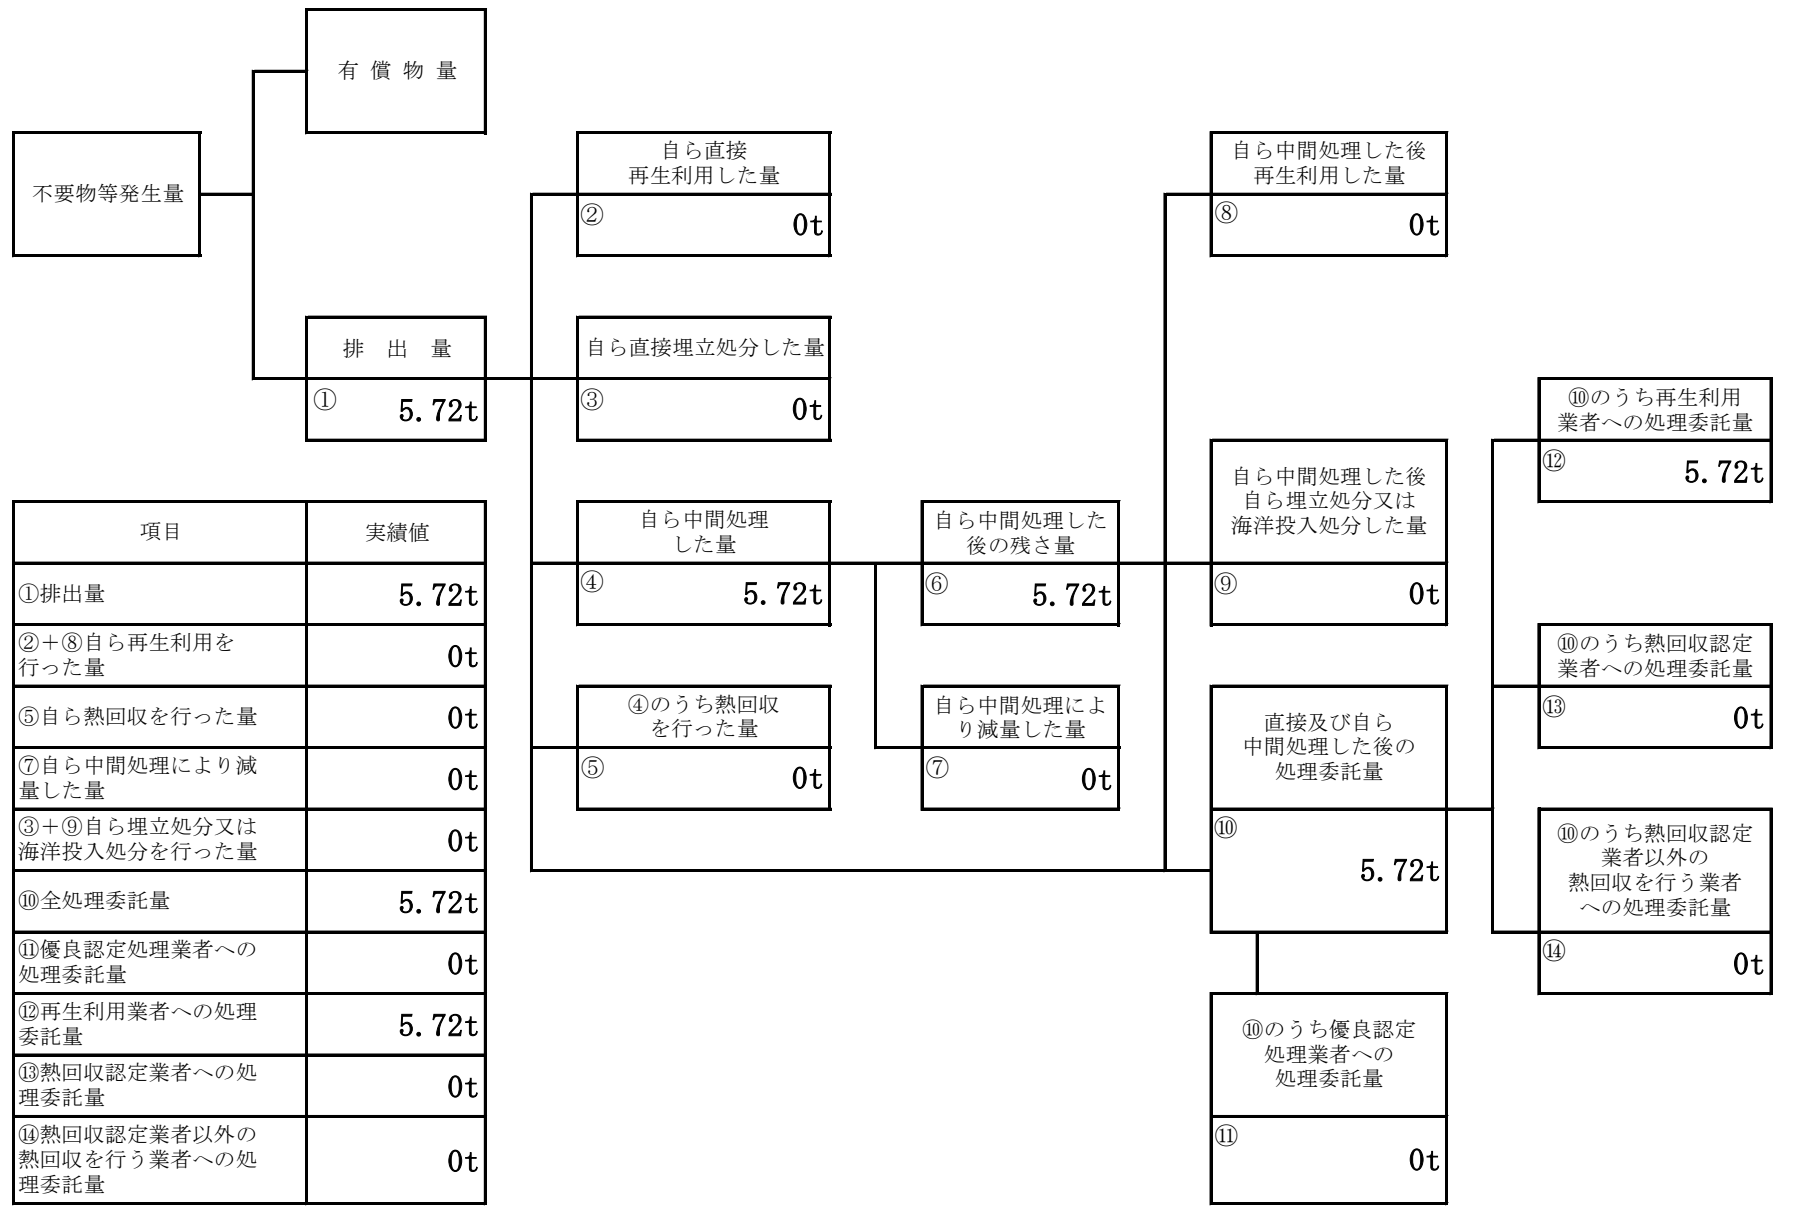 有 償 物 量
不要物等発生量
排 出 量
①
5.72t
自ら直接
再生利用した量
②
0t
自ら直接埋立処分した量
③
0t
自ら中間処理
した量
④
5.72t
④のうち熱回収
を行った量
⑤
0t
自ら中間処理した
後の残さ量
⑥
5.72t
自ら中間処理によ
り減量した量
⑦
0t
自ら中間処理した後
再生利用した量
⑧
0t
自ら中間処理した後
自ら埋立処分又は
海洋投入処分した量
⑨
0t
直接及び自ら
中間処理した後の
処理委託量
⑩
5.72t
⑩のうち優良認定
処理業者への
処理委託量
⑪
0t
⑩のうち再生利用
業者への処理委託量
⑫
5.72t
⑩のうち熱回収認定
業者への処理委託量
⑬
0t
⑩のうち熱回収認定
業者以外の
熱回収を行う業者
への処理委託量
⑭
0t
項目 実績値
①排出量 5.72t
②＋⑧自ら再生利用を
行った量 0t
⑤自ら熱回収を行った量 0t
⑦自ら中間処理により減
量した量 0t
③＋⑨自ら埋立処分又は
海洋投入処分を行った量 0t
⑩全処理委託量 5.72t
⑪優良認定処理業者への
処理委託量 0t
⑫再生利用業者への処理
委託量 5.72t
⑬熱回収認定業者への処
理委託量 0t
⑭熱回収認定業者以外の
熱回収を行う業者への処
理委託量 0t